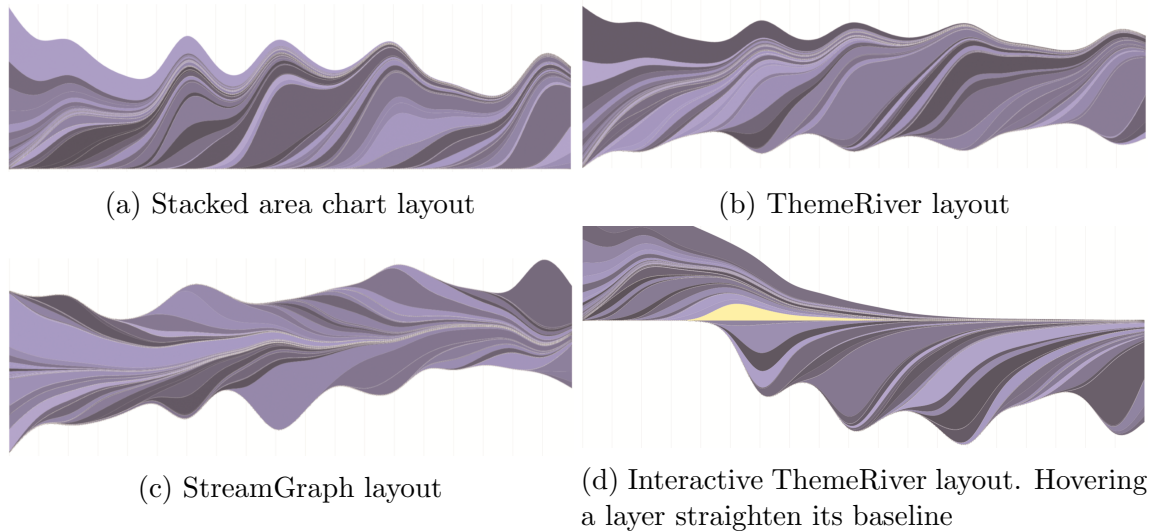 (a) Stacked area chart layout
(b) ThemeRiver layout
(c) StreamGraph layout
(d) Interactive ThemeRiver layout. Hovering
a layer straighten its baseline